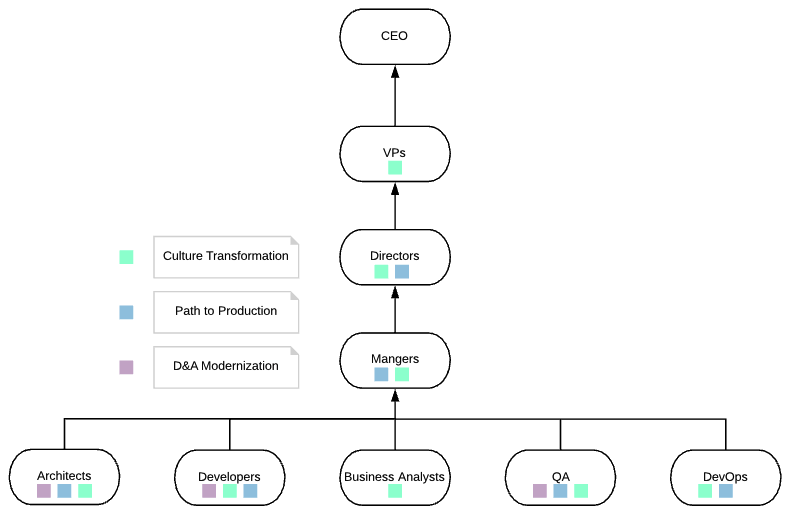 CEO
VPs
Directors
Culture Transformation
Path to Production
D&A Modernization
Mangers
Architects
Developers
Business Analysts
QA
DevOps